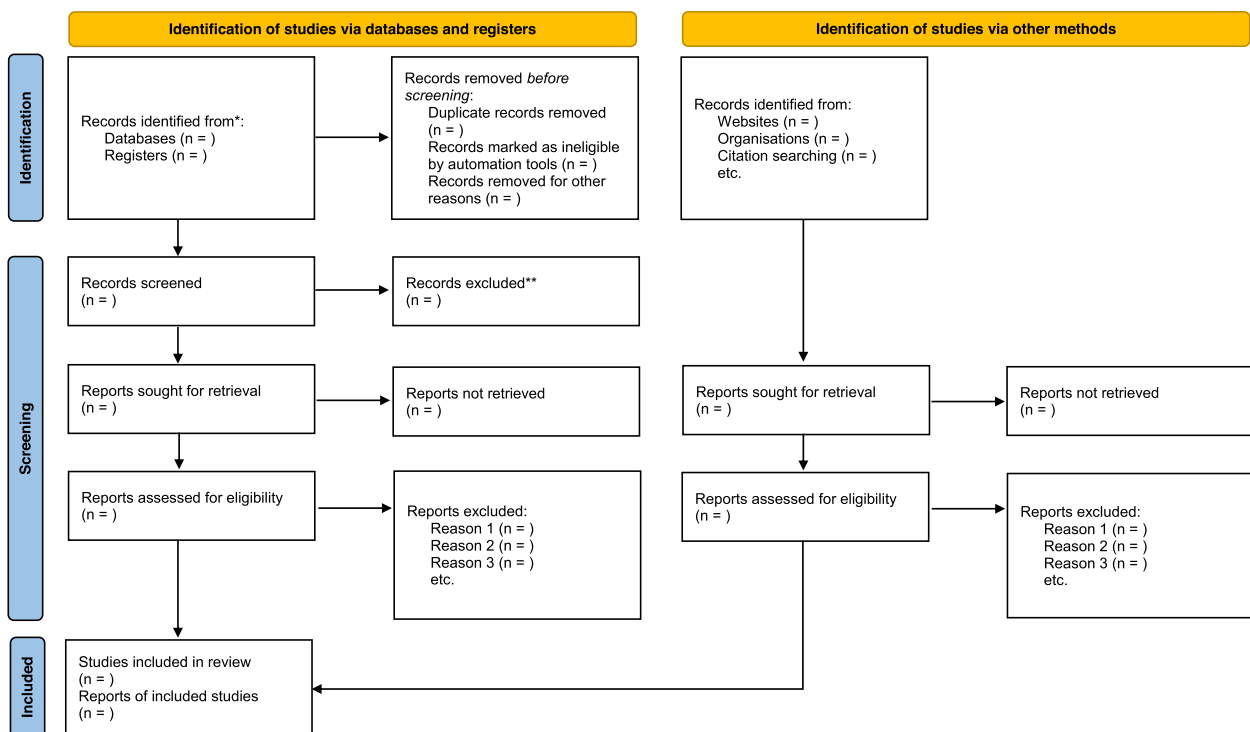 Identification of studies via databases and registers
Identification of studies via other methods
Identification
Records identified from*:
Databases (n = )
Registers (n = )
Records removed before
screening:
Duplicate records removed
(n = )
Records marked as ineligible
by automation tools (n = )
Records removed for other
reasons (n = )
Records identified from:
Websites (n = )
Organisations (n = )
Citation searching (n = )
etc.
Screening
Records screened
(n = )
Records excluded**
(n = )
Reports sought for retrieval
(n = )
Reports not retrieved
(n = )
Reports sought for retrieval
(n = )
Reports not retrieved
(n = )
Reports assessed for eligibility
(n = )
Reports excluded:
Reason 1 (n = )
Reason 2 (n = )
Reason 3 (n = )
etc.
Reports assessed for eligibility
(n = )
Reports excluded:
Reason 1 (n = )
Reason 2 (n = )
Reason 3 (n = )
etc.
Included
Studies included in review
(n = )
Reports of included studies
(n = )